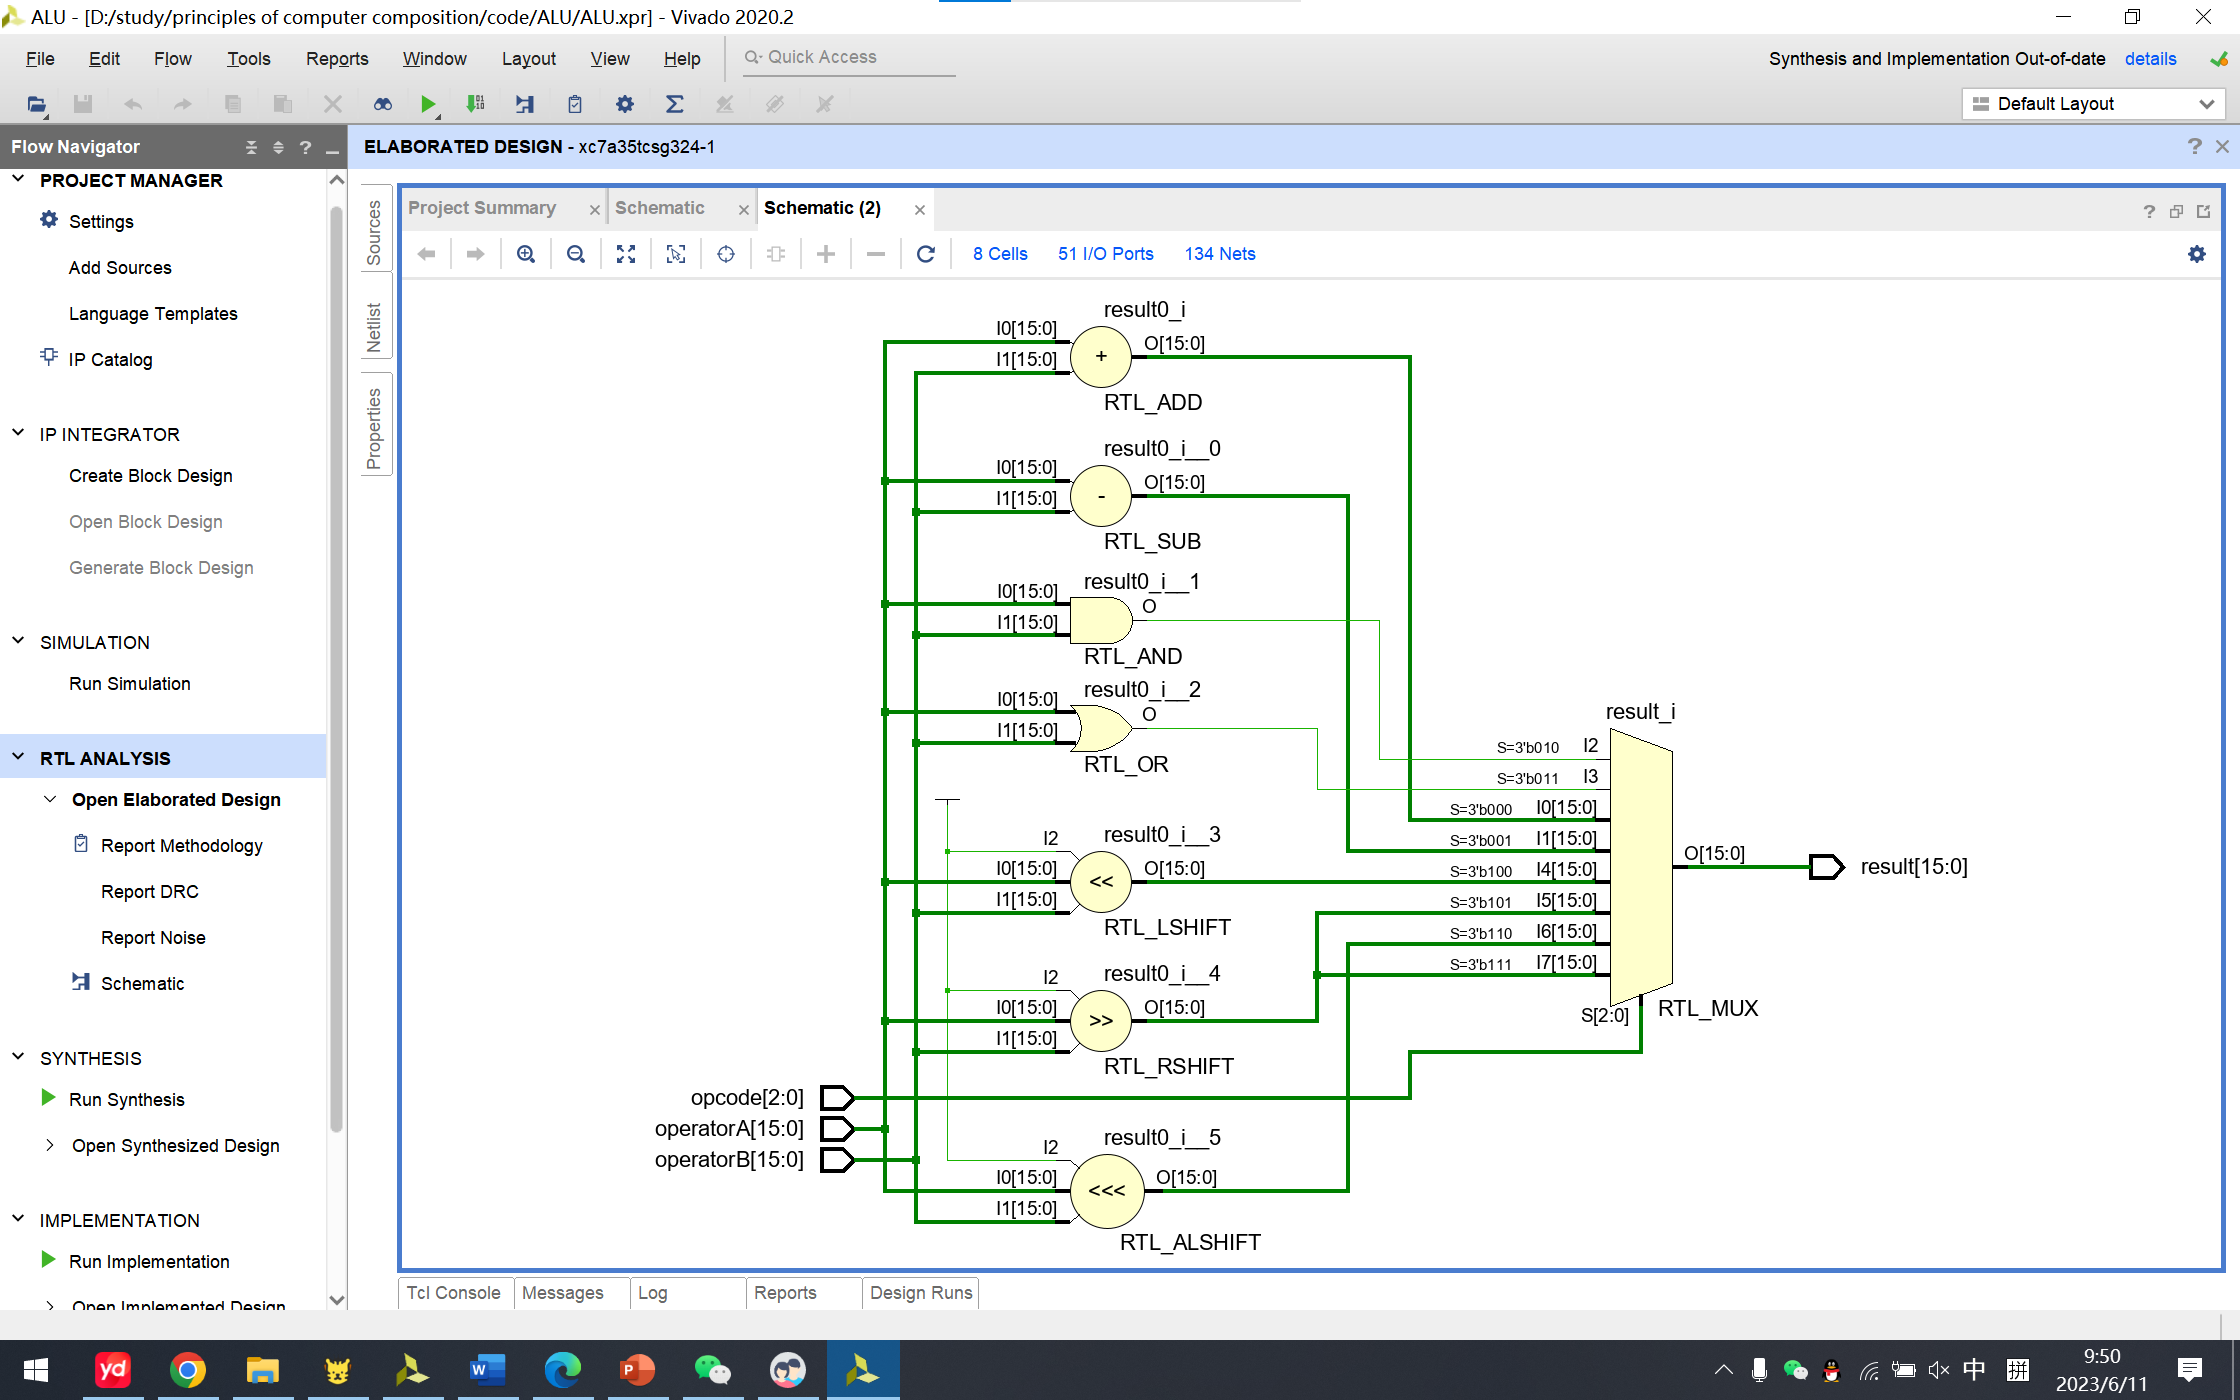 ALU - [D:/study/principles of computer composition/code/ALU/ALU.xpr] - Vivado 2020.2
File Edit Flow Tools Reports Window Layout View Help Quick Access
Synthesis and Implementation Out-of-date details
Default Layout
Flow Navigator
ELABORATED DESIGN - xc7a35tcsg324-1
PROJECT MANAGER
Settings
Add Sources
Language Templates
IP Catalog
IP INTEGRATOR
Create Block Design
Open Block Design
Generate Block Design
SIMULATION
Run Simulation
RTL ANALYSIS
Open Elaborated Design
Report Methodology
Report DRC
Report Noise
Schematic
SYNTHESIS
Run Synthesis
Open Synthesized Design
IMPLEMENTATION
Run Implementation
Open Implemented Design
Sources
Netlist
Properties
Project Summary
Schematic
Schematic (2)
8 Cells 51 I/O Ports 134 Nets
result0_i
I0[15:0]
I1[15:0]
+
O[15:0]
RTL_ADD
result0_i__0
I0[15:0]
I1[15:0]
-
O[15:0]
RTL_SUB
result0_i__1
I0[15:0]
I1[15:0]
O
RTL_AND
result0_i__2
I0[15:0]
I1[15:0]
O
RTL_OR
result0_i__3
I2
I0[15:0]
I1[15:0]
<<
O[15:0]
RTL_LSHIFT
result0_i__4
I2
I0[15:0]
I1[15:0]
>>
O[15:0]
RTL_RSHIFT
opcode[2:0]
operatorA[15:0]
operatorB[15:0]
result0_i__5
I2
I0[15:0]
I1[15:0]
<<<
O[15:0]
RTL_ALSHIFT
result_i
S=3'b010 I2
S=3'b011 I3
S=3'b000 I0[15:0]
S=3'b001 I1[15:0]
S=3'b100 I4[15:0]
S=3'b101 I5[15:0]
S=3'b110 I6[15:0]
S=3'b111 I7[15:0]
S[2:0]
RTL_MUX
O[15:0]
result[15:0]
Tcl Console
Messages
Log
Reports
Design Runs
yd
W
P
中
拼
9:50
2023/6/11